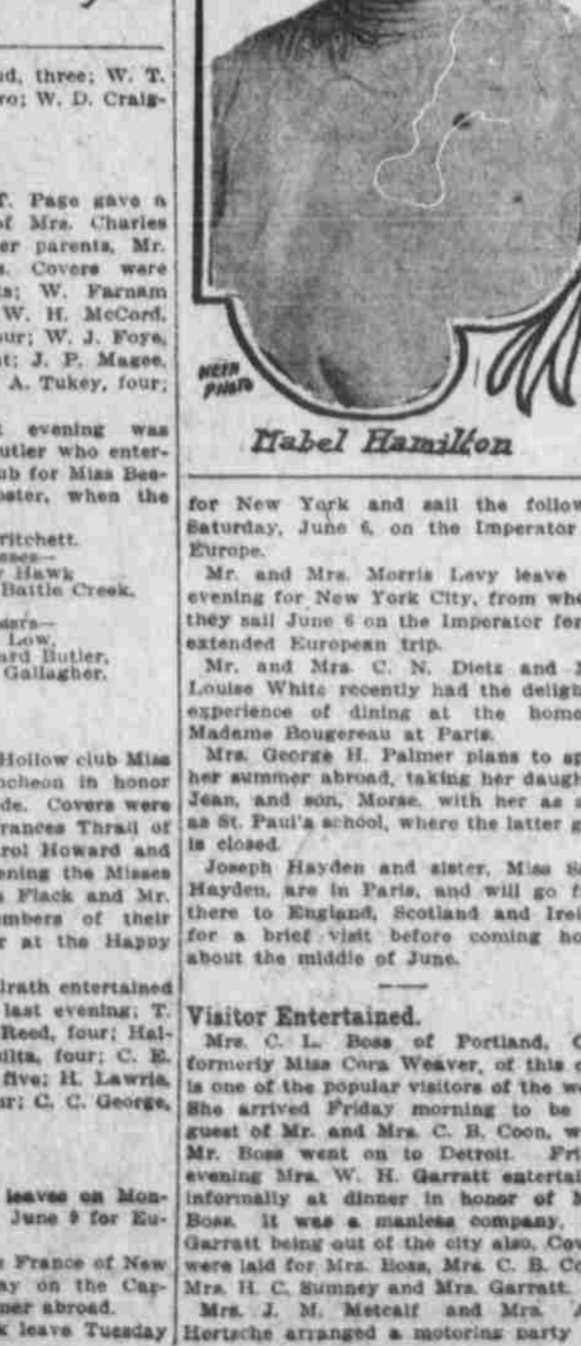 d, three; W. T.
ro; W. D. Craig-
T. Page gave a
of Mrs. Charles
er parents, Mr.
s. Covers were
ts; W. Farnam
W. H. McCord,
our; W. J. Foye,
nt; J. P. Magee,
A. Tukey, four;
t evening was
utler who enter-
ub for Miss Bea-
bster, when the
ritchett.
sses—
y Hawk
Battle Creek.
Low,
ard Butler,
Gallagher.
Hollow club Miss
ncheon in honor
de. Covers were
rances Thrall of
rol Howard and
ening the Misses
s Flack and Mr.
mbers of their
r at the Happy
lrath entertained
last evening: T.
Reed, four; Hal-
uilts, four; C. E.
five; H. Lawrie,
ur; C. C. George,
leaves on Mon-
June 9 for Eu-
s France of New
ay on the Cap-
mer abroad.
k leave Tuesday
HEYN
PHOTO
Mabel Hamilton
for New York and sail the follow
Saturday, June 6, on the Imperator
Europe.
Mr. and Mrs. Morris Levy leave
evening for New York City, from whe
they sail June 6 on the Imperator for
extended European trip.
Mr. and Mrs. C. N. Dietz and M
Louise White recently had the deligh
experience of dining at the home
Madame Bougereau at Paris.
Mrs. George H. Palmer plans to sp
her summer abroad, taking her daugh
Jean, and son, Morse, with her as s
as St. Paul's school, where the latter g
is closed.
Joseph Hayden and sister, Miss S
Hayden, are in Paris, and will go f
there to England, Scotland and Irel
for a brief visit before coming ho
about the middle of June.
Visitor Entertained.
Mrs. C. L. Boss of Portland, O
formerly Miss Cora Weaver, of this c
is one of the popular visitors of the we
She arrived Friday morning to be
guest of Mr. and Mrs. C. B. Coon, w
Mr. Boss went on to Detroit. Fri
evening Mrs. W. H. Garratt entertai
informally at dinner in honor of M
Boss. It was a manless company,
Garratt being out of the city also. Cov
were laid for Mrs. Boss, Mrs. C. B. Co
Mrs. H. C. Sumney and Mrs. Garratt.
Mrs. J. M. Metcalf and Mrs. A
Hertsche arranged a motoring party